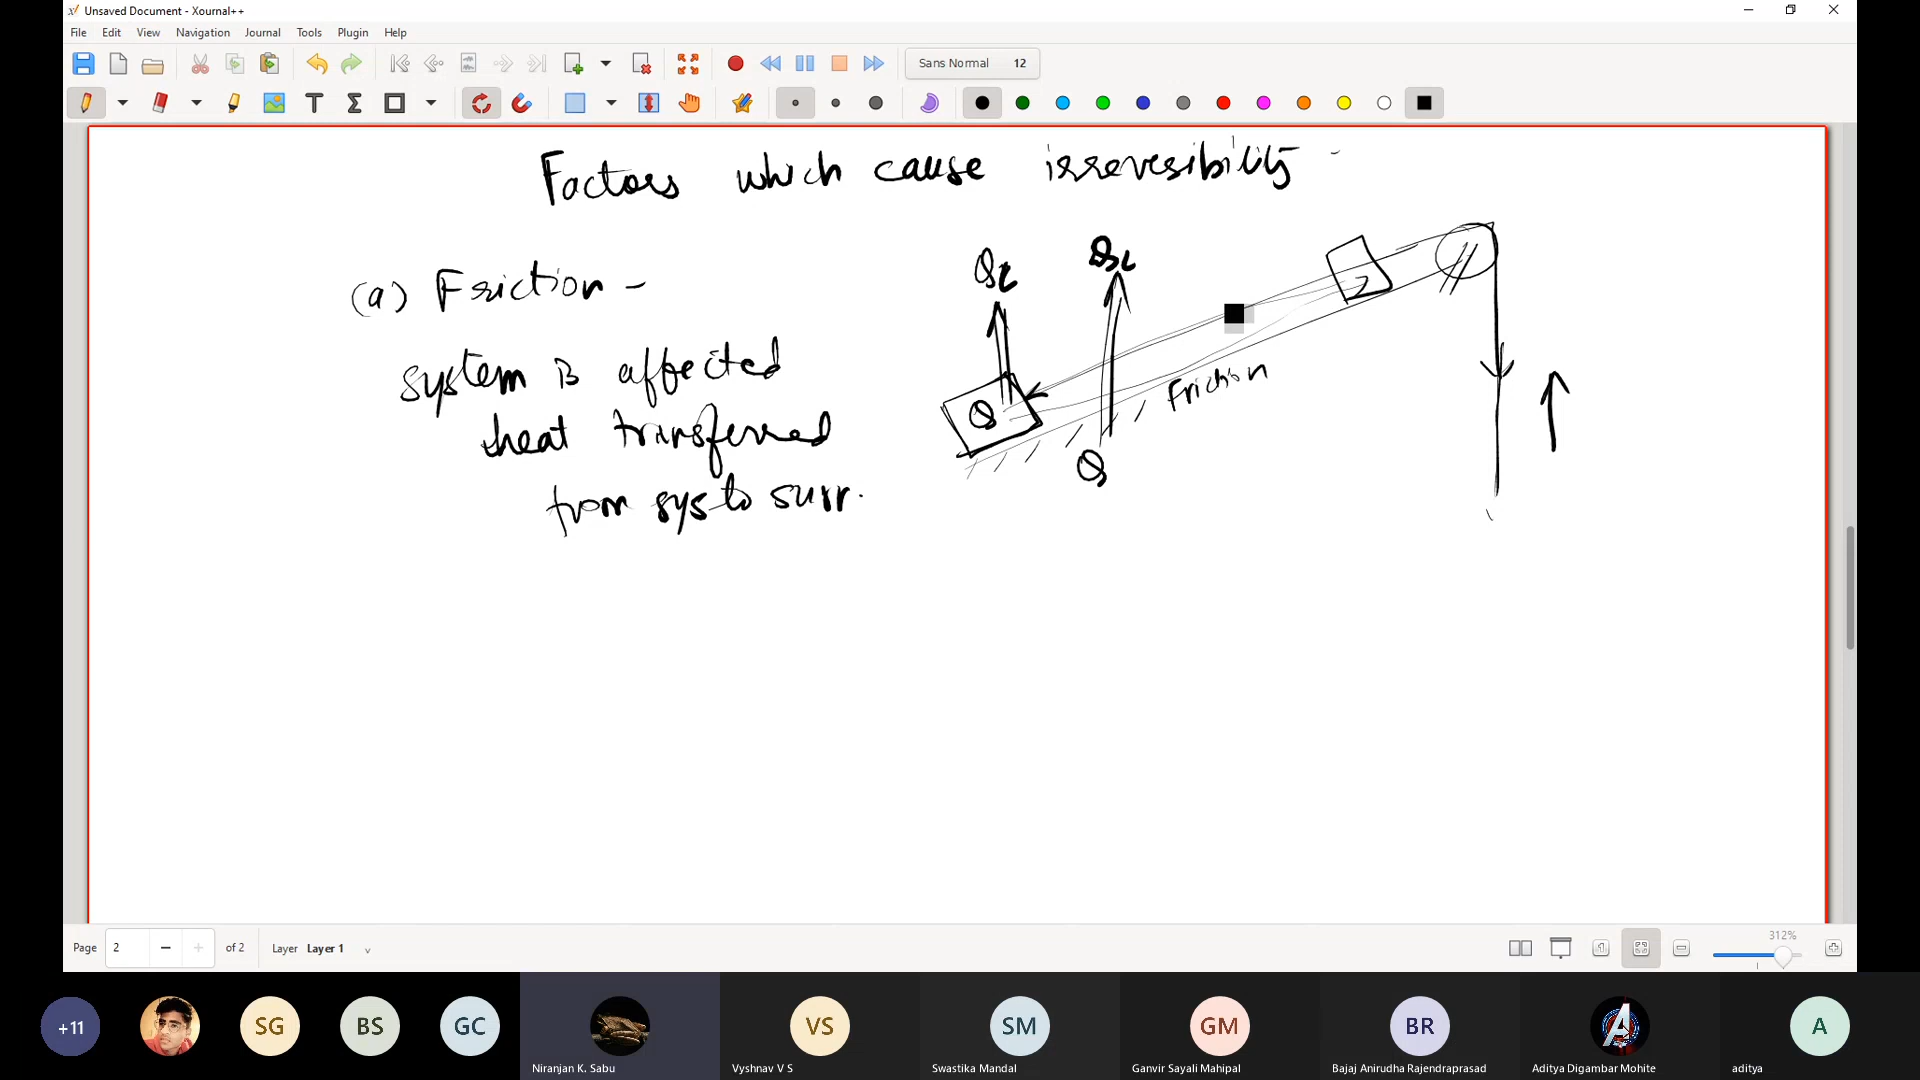 Unsaved Document - Xournal++
File Edit View Navigation Journal Tools Plugin Help
Sans Normal 12
Factors which cause irreversibility -
(a) Friction -
system is affected
heat transferred
from sys to surr.
QL
QL
Q
Q
2
Friction
Page 2 of 2 Layer Layer 1
312%
+11 SG BS GC VS SM GM BR A
Niranjan K. Sabu Vyshnav V S Swastika Mandal Ganvir Sayali Mahipal Bajaj Anirudha Rajendraprasad Aditya Digambar Mohite aditya